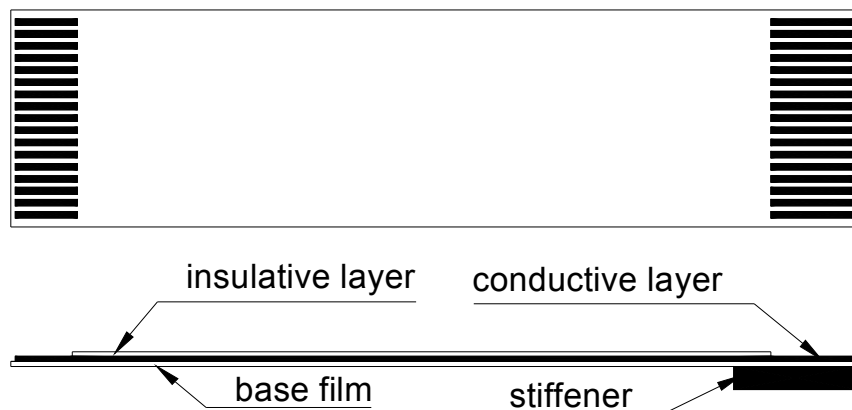 insulative layer
conductive layer
base film
stiffener